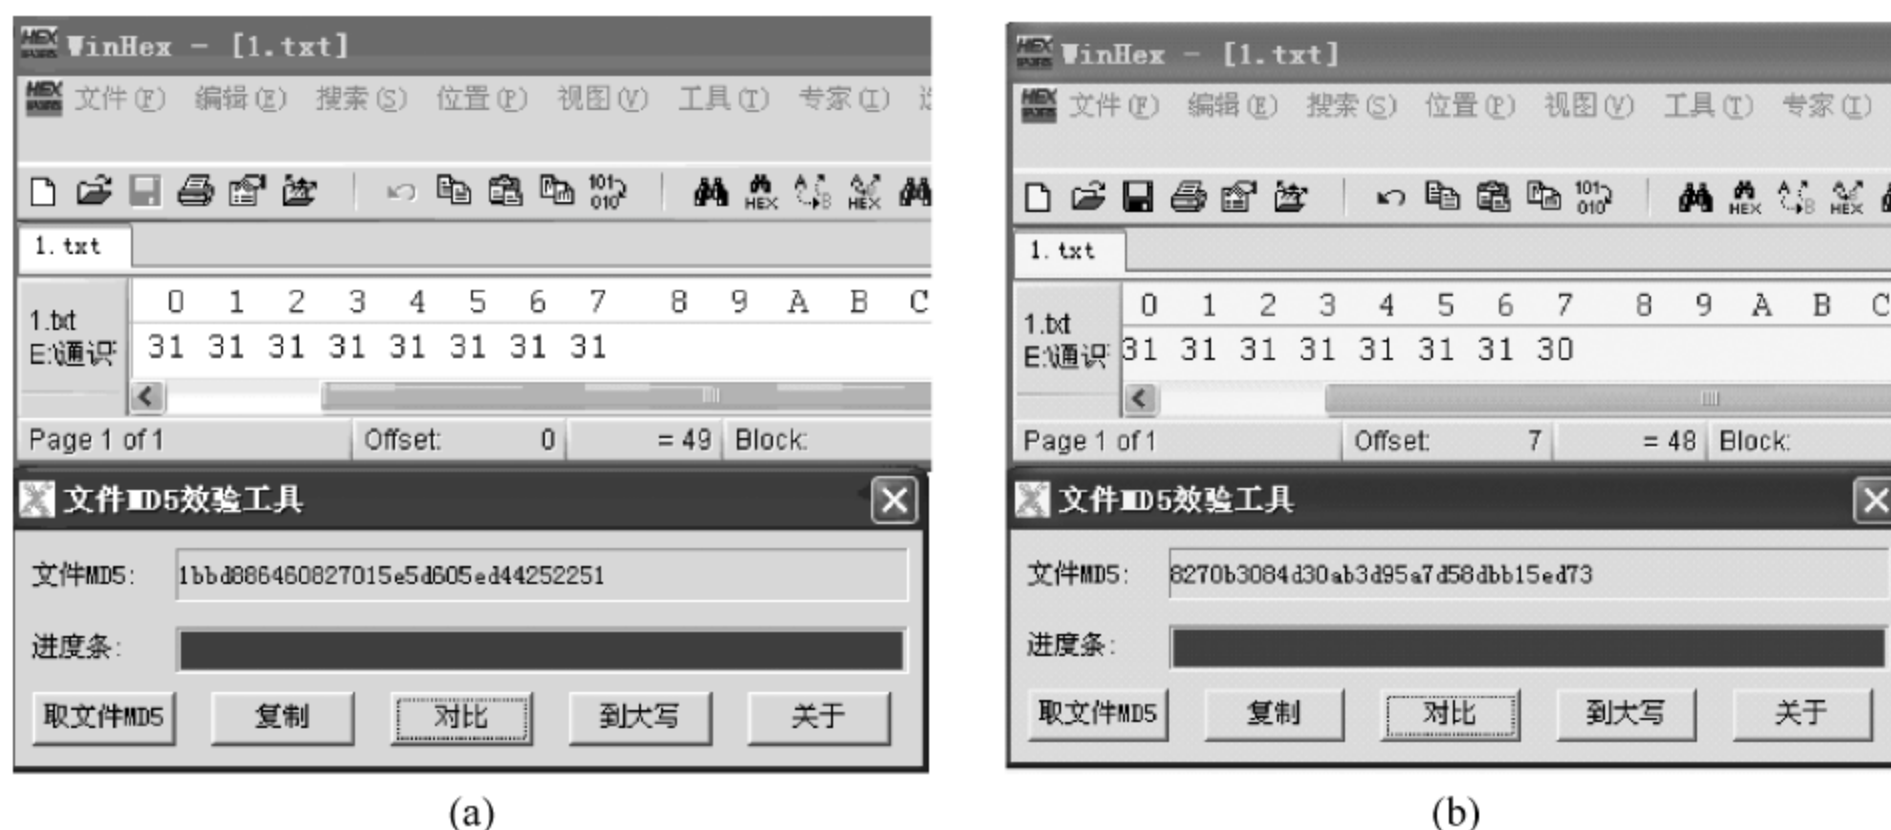 WinHex - [1.txt]
文件(F) 编辑(E) 搜索(S) 位置(P) 视图(V) 工具(T) 专家(I)
1.txt
0 1 2 3 4 5 6 7 8 9 A B C
1.txt
E:\通识
31 31 31 31 31 31 31 31
Page 1 of 1 Offset: 0 = 49 Block:
文件MD5效验工具
文件MD5: 1bbd886460827015e5d605ed44252251
进度条:
取文件MD5 复制 对比 到大写 关于
(a)
WinHex - [1.txt]
文件(F) 编辑(E) 搜索(S) 位置(P) 视图(V) 工具(T) 专家(I)
1.txt
0 1 2 3 4 5 6 7 8 9 A B C
1.txt
E:\通识
31 31 31 31 31 31 31 30
Page 1 of 1 Offset: 7 = 48 Block:
文件MD5效验工具
文件MD5: 8270b3084d30ab3d95a7d58dbb15ed73
进度条:
取文件MD5 复制 对比 到大写 关于
(b)